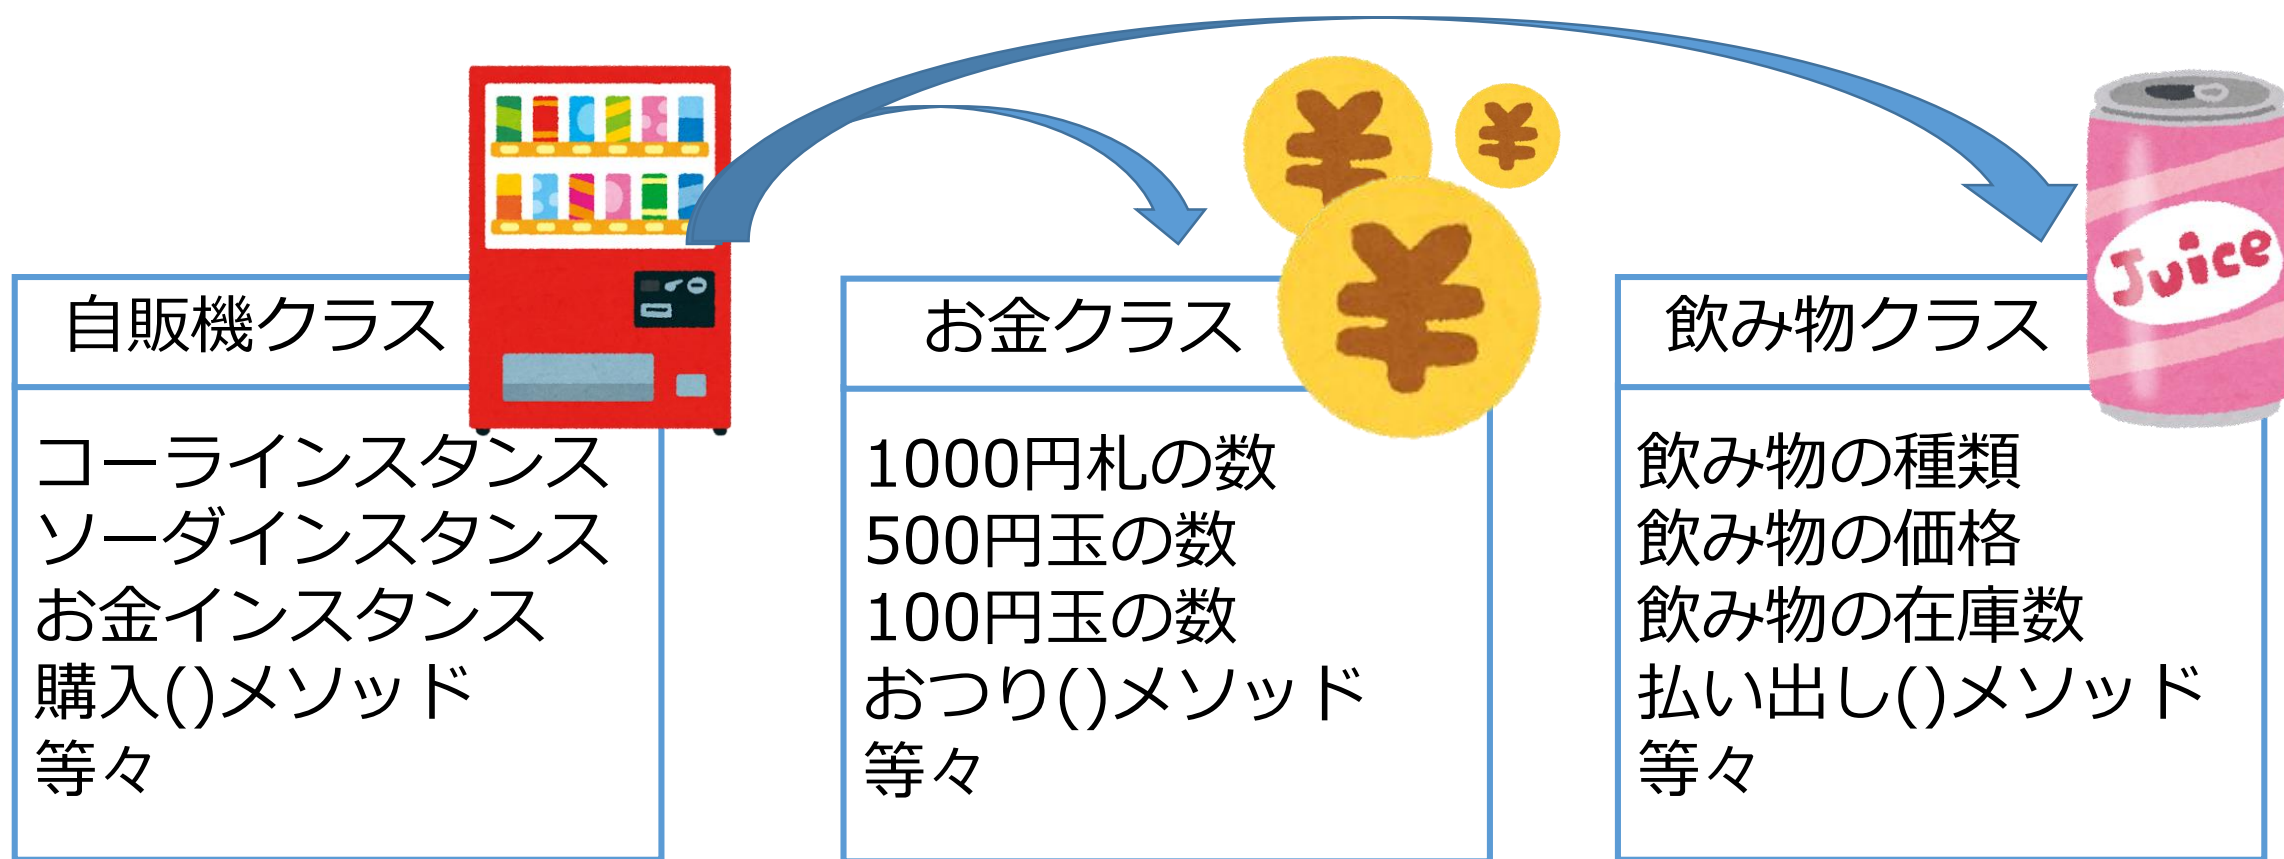 自販機クラス
コーラインスタンス
ソーダインスタンス
お金インスタンス
購入()メソッド
等々
お金クラス
1000円札の数
500円玉の数
100円玉の数
おつり()メソッド
等々
飲み物クラス
飲み物の種類
飲み物の価格
飲み物の在庫数
払い出し()メソッド
等々
¥
¥
¥
Juice